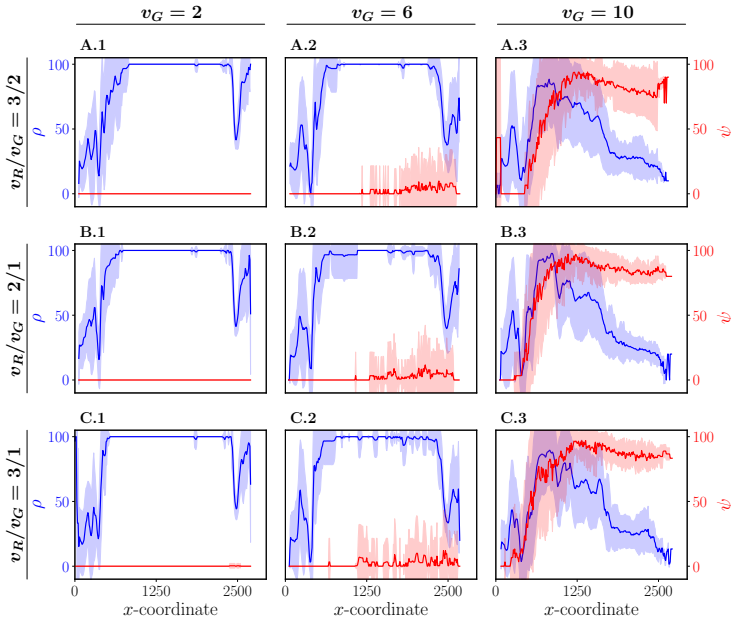 v_G = 2 v_G = 6 v_G = 10
A.1 A.2 A.3
v_R/v_G = 3/2
100 100
ρ 50 50 ψ
0 0
B.1 B.2 B.3
v_R/v_G = 2/1
100 100
ρ 50 50 ψ
0 0
C.1 C.2 C.3
v_R/v_G = 3/1
100 100
ρ 50 50 ψ
0 0
0 1250 2500 0 1250 2500 0 1250 2500
x-coordinate x-coordinate x-coordinate